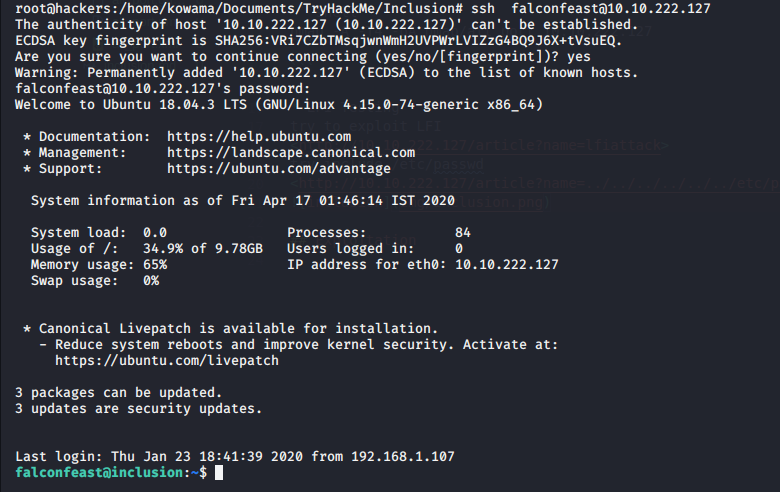 root@hackers:/home/kowama/Documents/TryHackMe/Inclusion# ssh  falconfeast@10.10.222.127
The authenticity of host '10.10.222.127 (10.10.222.127)' can't be established.
ECDSA key fingerprint is SHA256:VRi7CZbTMsqjwnWmH2UVPWrLVIZzG4BQ9J6X+tVsuEQ.
Are you sure you want to continue connecting (yes/no/[fingerprint])? yes
Warning: Permanently added '10.10.222.127' (ECDSA) to the list of known hosts.
falconfeast@10.10.222.127's password:
Welcome to Ubuntu 18.04.3 LTS (GNU/Linux 4.15.0-74-generic x86_64)
try to exploit LFI
 * Documentation:  https://help.ubuntu.com
 * Management:     https://landscape.canonical.com
 * Support:        https://ubuntu.com/advantage
  System information as of Fri Apr 17 01:46:14 IST 2020
  System load:  0.0               Processes:           84
  Usage of /:   34.9% of 9.78GB   Users logged in:     0
  Memory usage: 65%               IP address for eth0: 10.10.222.127
  Swap usage:   0%
 * Canonical Livepatch is available for installation.
   - Reduce system reboots and improve kernel security. Activate at:
     https://ubuntu.com/livepatch
3 packages can be updated.
3 updates are security updates.
Last login: Thu Jan 23 18:41:39 2020 from 192.168.1.107
falconfeast@inclusion:~$